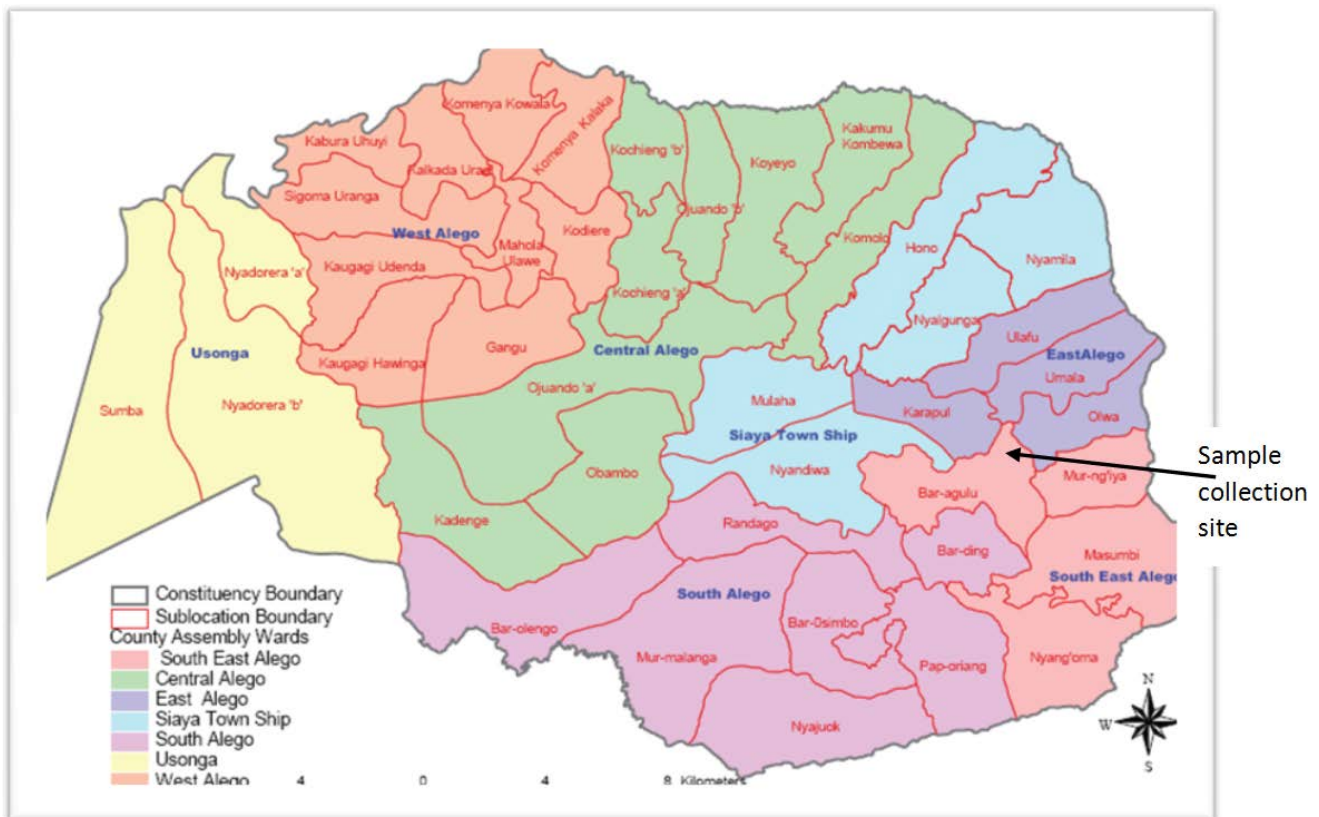 Komenya Kowala
Komenya Kalaka
Kabura Uhuyi
Kalkada Uradi
Sigoma Uranga
West Alego
Kaugagi Udenda
Mahola
Ulawe
Kodiere
Kochieng 'b'
Ojuando 'b'
Koyeyo
Kakumu
Kombewa
Komolo
Hono
Nyamila
Nyadorera 'a'
Kochieng 'a'
Nyalgunga
Ulafu
East Alego
Umala
Usonga
Kaugagi Hawinga
Gangu
Central Alego
Ojuando 'a'
Mulaha
Karapul
Olwa
Sumba
Nyadorera 'b'
Siaya Town Ship
Obambo
Nyandiwa
Bar-agulu
Mur-ng'iya
Sample
collection
site
Kadenge
Randago
Bar-ding
Masumbi
South East Alego
South Alego
Bar-olengo
Bar-Osimbo
Mur-malanga
Pap-oriang
Nyang'oma
Nyajuok
Constituency Boundary
Sublocation Boundary
County Assembly Wards
South East Alego
Central Alego
East Alego
Siaya Town Ship
South Alego
Usonga
West Alego
4 0 4 8 Kilometers
N
W
S